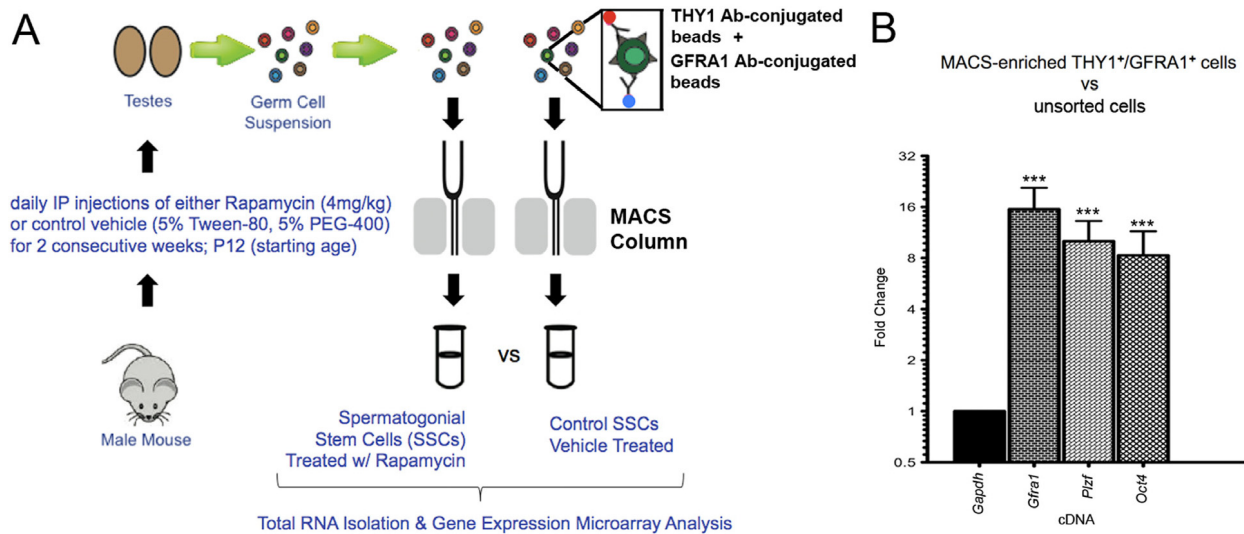 A
THY1 Ab-conjugated
beads +
GFRA1 Ab-conjugated
beads
Testes
Germ Cell
Suspension
daily IP injections of either Rapamycin (4mg/kg)
or control vehicle (5% Tween-80, 5% PEG-400)
for 2 consecutive weeks; P12 (starting age)
MACS
Column
Male Mouse
vs
Spermatogonial
Stem Cells (SSCs)
Treated w/ Rapamycin
Control SSCs
Vehicle Treated
Total RNA Isolation & Gene Expression Microarray Analysis
B
MACS-enriched THY1⁺/GFRA1⁺ cells
vs
unsorted cells
Fold Change
32
16
8
4
2
1
0.5
***
***
***
Gapdh
Gfra1
Plzf
Oct4
cDNA